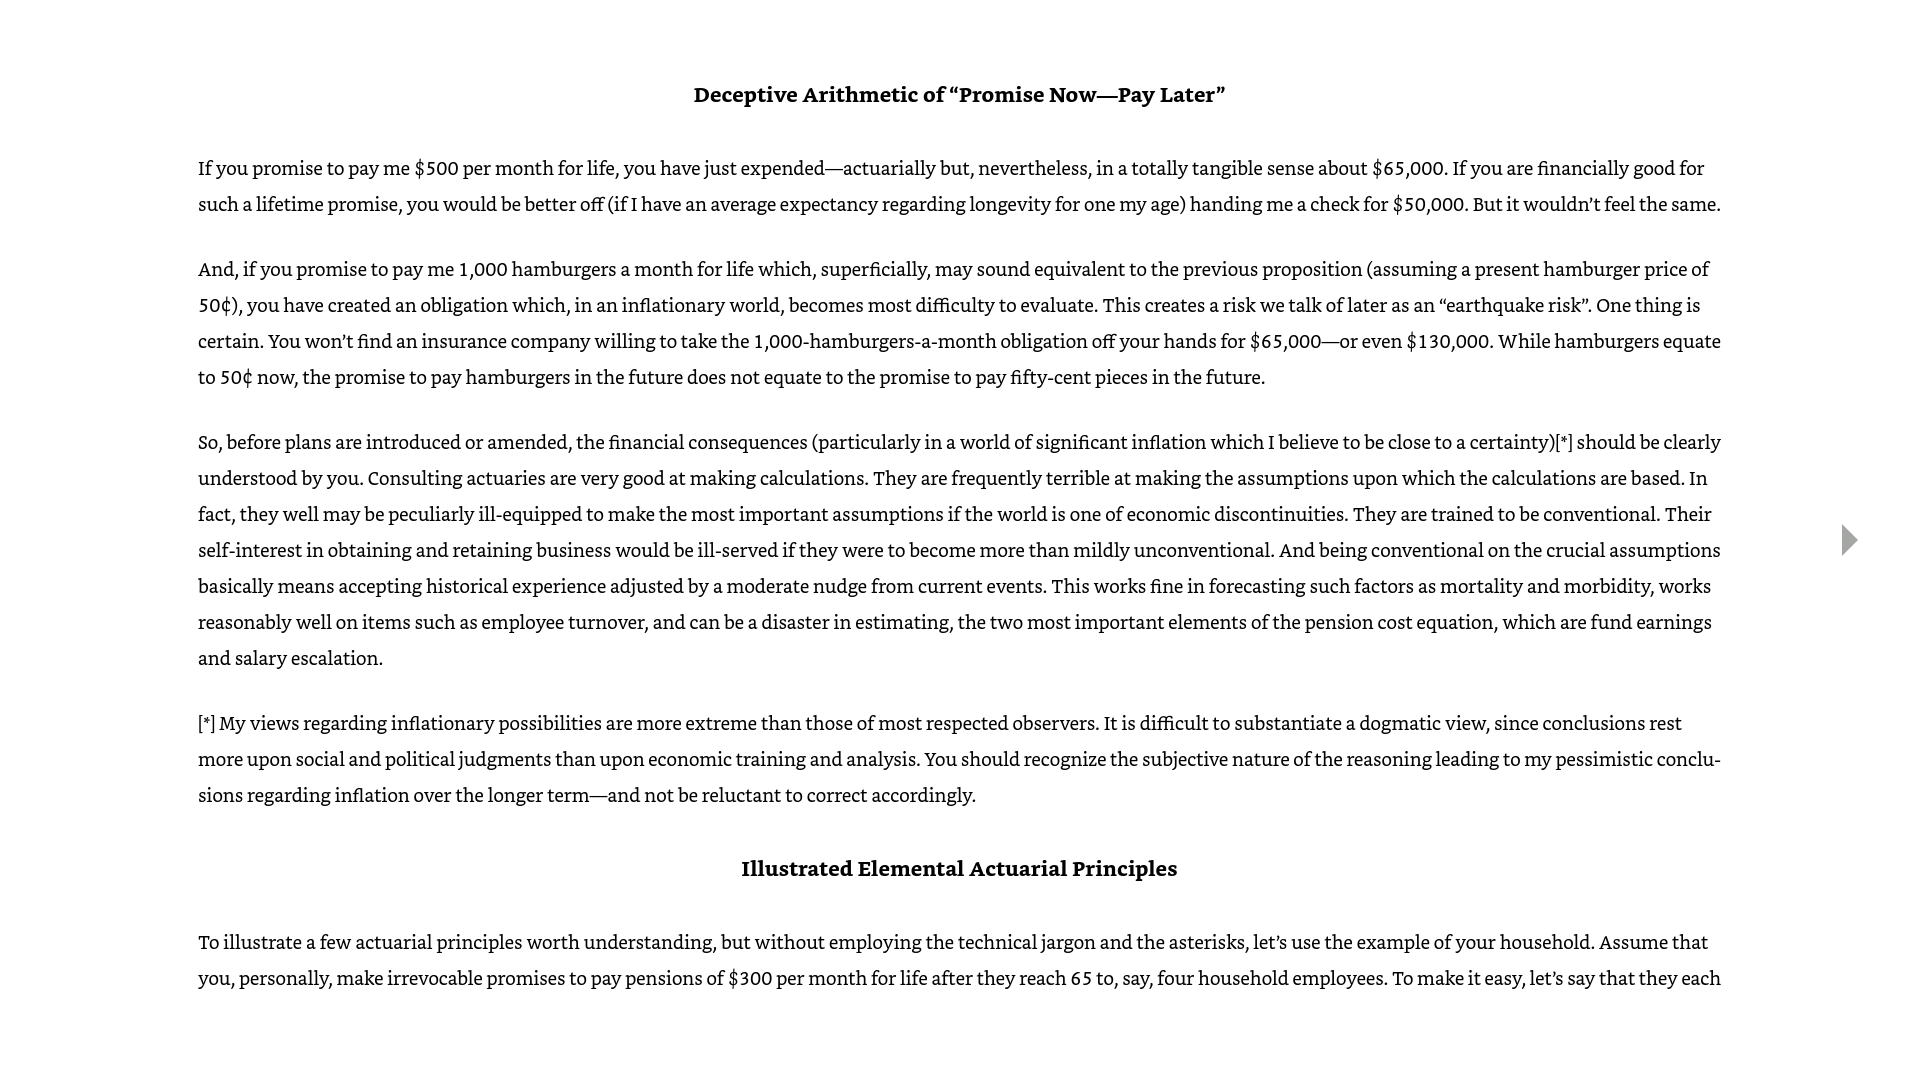 Deceptive Arithmetic of “Promise Now—Pay Later”
If you promise to pay me $500 per month for life, you have just expended—actuarially but, nevertheless, in a totally tangible sense about $65,000. If you are financially good for
such a lifetime promise, you would be better off (if I have an average expectancy regarding longevity for one my age) handing me a check for $50,000. But it wouldn’t feel the same.
And, if you promise to pay me 1,000 hamburgers a month for life which, superficially, may sound equivalent to the previous proposition (assuming a present hamburger price of
50¢), you have created an obligation which, in an inflationary world, becomes most difficulty to evaluate. This creates a risk we talk of later as an “earthquake risk”. One thing is
certain. You won’t find an insurance company willing to take the 1,000-hamburgers-a-month obligation off your hands for $65,000—or even $130,000. While hamburgers equate
to 50¢ now, the promise to pay hamburgers in the future does not equate to the promise to pay fifty-cent pieces in the future.
So, before plans are introduced or amended, the financial consequences (particularly in a world of significant inflation which I believe to be close to a certainty)[*] should be clearly
understood by you. Consulting actuaries are very good at making calculations. They are frequently terrible at making the assumptions upon which the calculations are based. In
fact, they well may be peculiarly ill-equipped to make the most important assumptions if the world is one of economic discontinuities. They are trained to be conventional. Their
self-interest in obtaining and retaining business would be ill-served if they were to become more than mildly unconventional. And being conventional on the crucial assumptions
basically means accepting historical experience adjusted by a moderate nudge from current events. This works fine in forecasting such factors as mortality and morbidity, works
reasonably well on items such as employee turnover, and can be a disaster in estimating, the two most important elements of the pension cost equation, which are fund earnings
and salary escalation.
[*] My views regarding inflationary possibilities are more extreme than those of most respected observers. It is difficult to substantiate a dogmatic view, since conclusions rest
more upon social and political judgments than upon economic training and analysis. You should recognize the subjective nature of the reasoning leading to my pessimistic conclu-
sions regarding inflation over the longer term—and not be reluctant to correct accordingly.
Illustrated Elemental Actuarial Principles
To illustrate a few actuarial principles worth understanding, but without employing the technical jargon and the asterisks, let’s use the example of your household. Assume that
you, personally, make irrevocable promises to pay pensions of $300 per month for life after they reach 65 to, say, four household employees. To make it easy, let’s say that they each